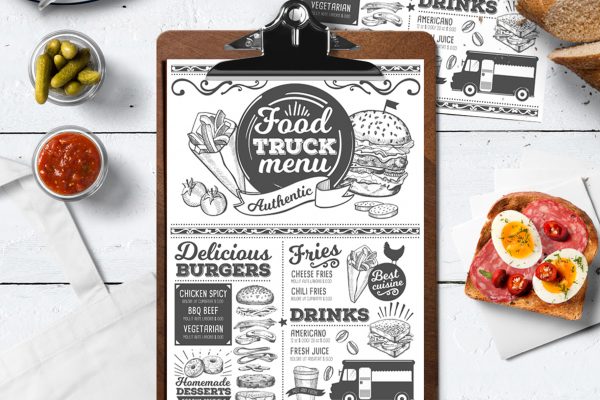 VEGETARIAN
DRINKS
AMERICANO
JUICE
Food
TRUCK
menu
Authentic
Delicious
BURGERS
CHICKEN SPICY
BBQ BEEF
VEGETARIAN
Homemade
DESSERTS
Fries
CHEESE FRIES
CHILI FRIES
Best
cuisine
DRINKS
AMERICANO
FRESH JUICE